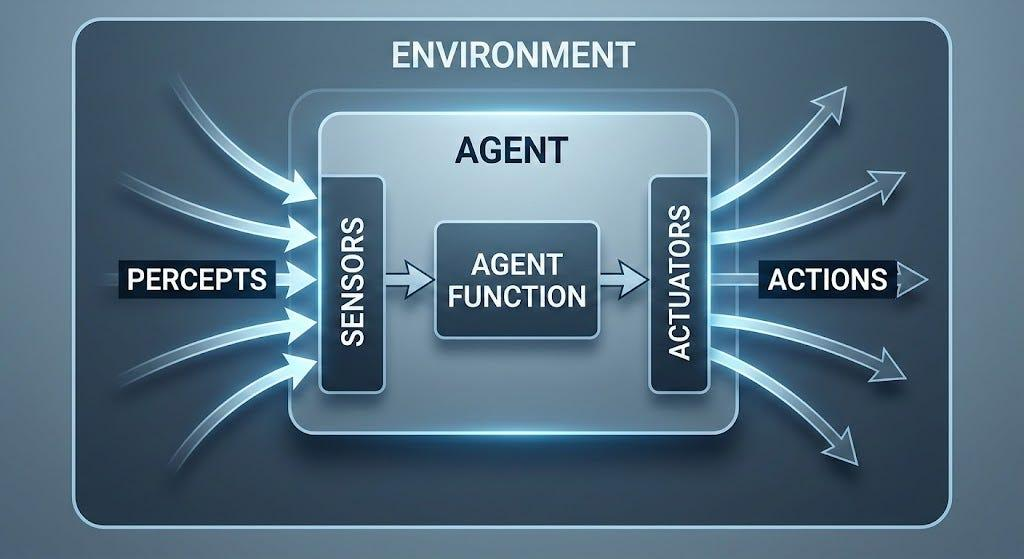 ENVIRONMENT
AGENT
PERCEPTS
SENSORS
AGENT
FUNCTION
ACTUATORS
ACTIONS